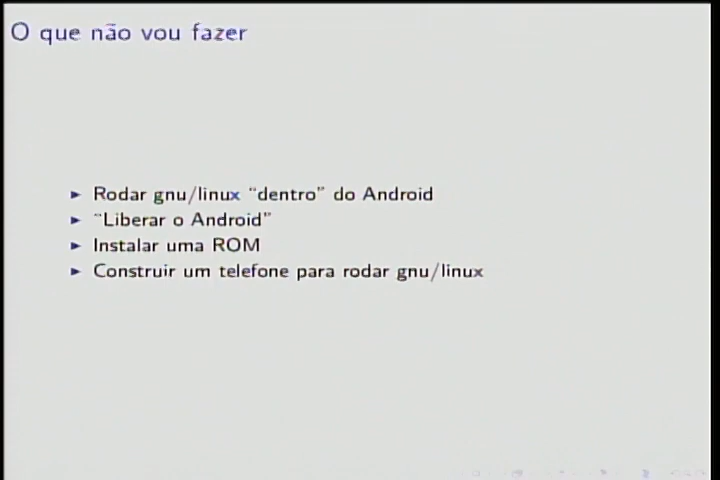 O que não vou fazer
Rodar gnu/linux “dentro” do Android
“Liberar o Android”
Instalar uma ROM
Construir um telefone para rodar gnu/linux